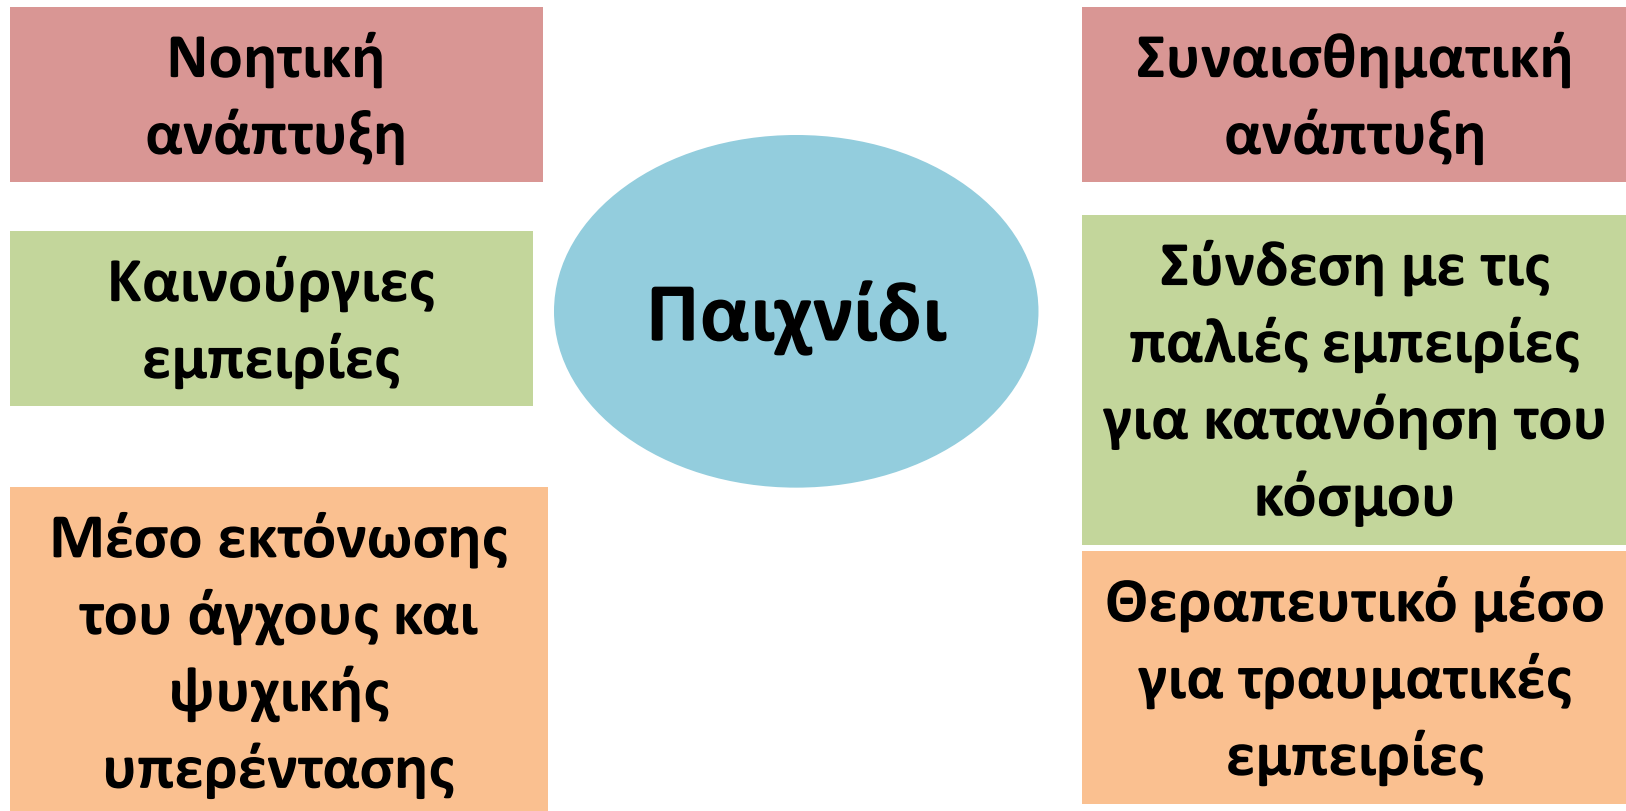 Νοητική
ανάπτυξη
Καινούργιες
εμπειρίες
Μέσο εκτόνωσης
του άγχους και
ψυχικής
υπερέντασης
Παιχνίδι
Συναισθηματική
ανάπτυξη
Σύνδεση με τις
παλιές εμπειρίες
για κατανόηση του
κόσμου
Θεραπευτικό μέσο
για τραυματικές
εμπειρίες